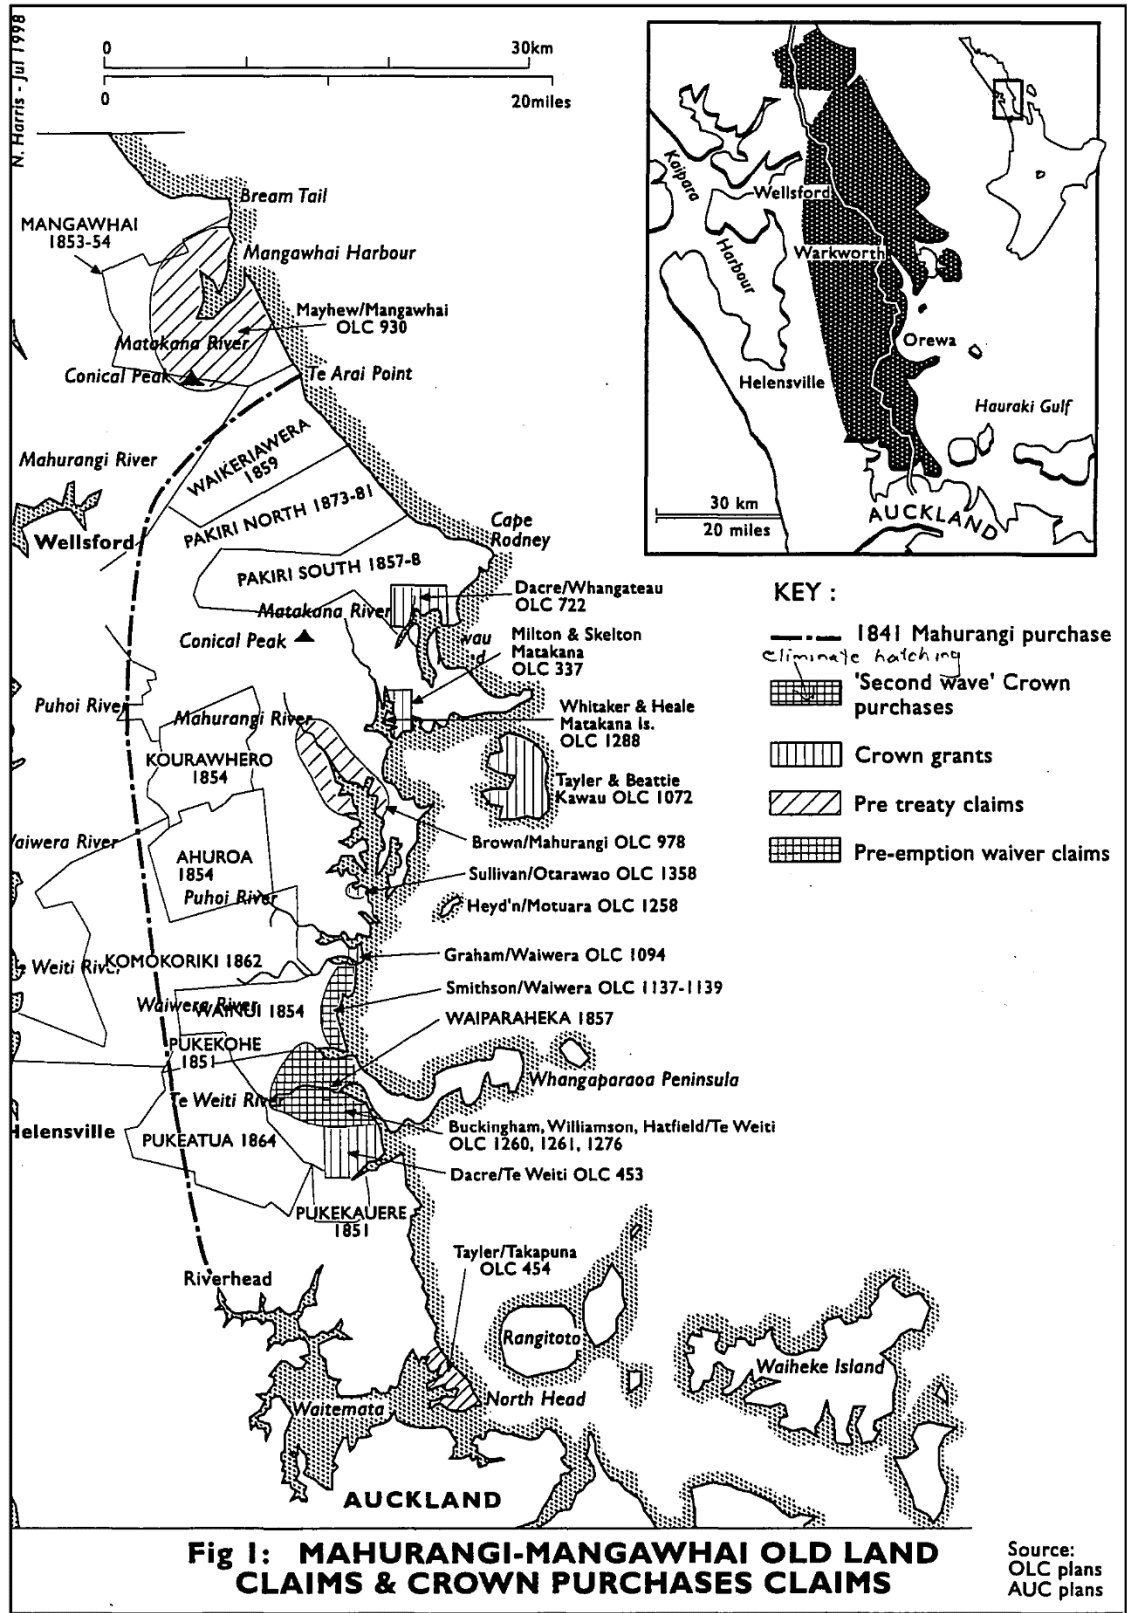 N. Harris - Jul 1998
0
30km
0
20miles
Bream Tail
MANGAWHAI
1853-54
Mangawhai Harbour
Mayhew/Mangawhai
OLC 930
Matakana River
Conical Peak
Te Arai Point
WAIKERIAWERA
1859
Mahurangi River
PAKIRI NORTH 1873-81
Wellsford
Cape
Rodney
PAKIRI SOUTH 1857-8
Dacre/Whangateau
OLC 722
Matakana River
Conical Peak
Milton & Skelton
Matakana
OLC 337
Puhoi River
Mahurangi River
Whitaker & Heale
Matakana Is.
OLC 1288
KOURAWHERO
1854
Tayler & Beattie
Kawau OLC 1072
Brown/Mahurangi OLC 978
AHUROA
1854
Sullivan/Otarawao OLC 1358
Puhoi River
Heyd'n/Motuara OLC 1258
Graham/Waiwera OLC 1094
KOMOKORIKI 1862
Smithson/Waiwera OLC 1137-1139
Waiwera River
WAINUI 1854
WAIPARAHEKA 1857
PUKEKOHE
1851
Whangaparaoa Peninsula
Te Weiti River
Buckingham, Williamson, Hatfield/Te Weiti
OLC 1260, 1261, 1276
Helensville
PUKEATUA 1864
Dacre/Te Weiti OLC 453
PUKEKAUERE
1851
Tayler/Takapuna
OLC 454
Riverhead
Rangitoto
Waiheke Island
North Head
Waitemata
AUCKLAND
Kaipara
Harbour
Wellsford
Warkworth
Orewa
Helensville
Hauraki Gulf
30 km
20 miles
AUCKLAND
KEY :
1841 Mahurangi purchase
eliminate hatching
'Second wave' Crown
purchases
Crown grants
Pre treaty claims
Pre-emption waiver claims
Fig 1: MAHURANGI-MANGAWHAI OLD LAND
CLAIMS & CROWN PURCHASES CLAIMS
Source:
OLC plans
AUC plans